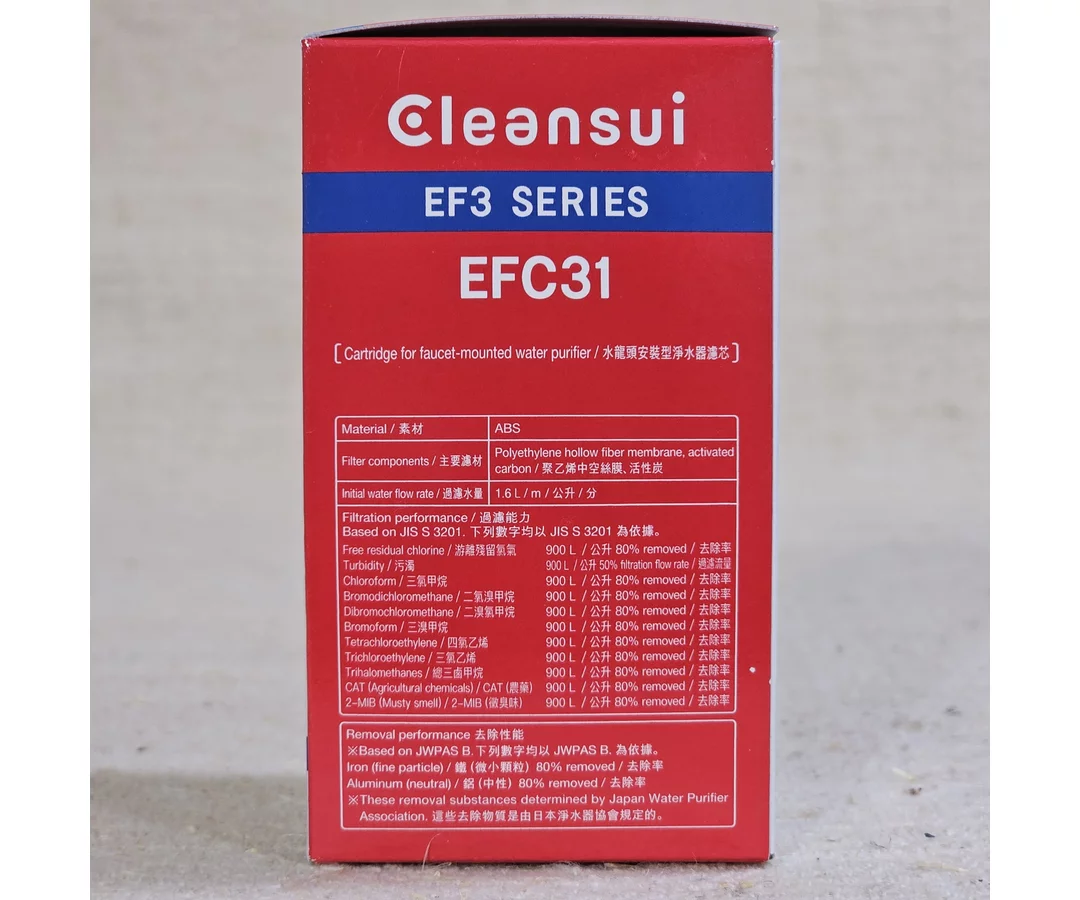 Cleansui
EF3 SERIES
EFC31
[Cartridge for faucet-mounted water purifier / 水龍頭安裝型淨水器濾芯]
Material / 素材 ABS
Filter components / 主要濾材 Polyethylene hollow fiber membrane, activated
carbon / 聚乙烯中空絲膜、活性炭
Initial water flow rate / 過濾水量 1.6 L / m / 公升 / 分
Filtration performance / 過濾能力
Based on JIS S 3201. 下列數字均以 JIS S 3201 為依據。
Free residual chlorine / 游離殘留氫氣 900 L / 公升 80% removed / 去除率
Turbidity / 污濁 900 L / 公升 50% filtration flow rate / 過濾流量
Chloroform / 三氯甲烷 900 L / 公升 80% removed / 去除率
Bromodichloromethane / 二氯溴甲烷 900 L / 公升 80% removed / 去除率
Dibromochloromethane / 二溴氯甲烷 900 L / 公升 80% removed / 去除率
Bromoform / 三溴甲烷 900 L / 公升 80% removed / 去除率
Tetrachloroethylene / 四氯乙烯 900 L / 公升 80% removed / 去除率
Trichloroethylene / 三氯乙烯 900 L / 公升 80% removed / 去除率
Trihalomethanes / 總三鹵甲烷 900 L / 公升 80% removed / 去除率
CAT (Agricultural chemicals) / CAT (農藥) 900 L / 公升 80% removed / 去除率
2-MIB (Musty smell) / 2-MIB (黴臭味) 900 L / 公升 80% removed / 去除率
Removal performance 去除性能
※Based on JWPAS B. 下列數字均以 JWPAS B. 為依據。
Iron (fine particle) / 鐵 (微小顆粒) 80% removed / 去除率
Aluminum (neutral) / 鋁 (中性) 80% removed / 去除率
※These removal substances determined by Japan Water Purifier
Association. 這些去除物質是由日本淨水器協會規定的。